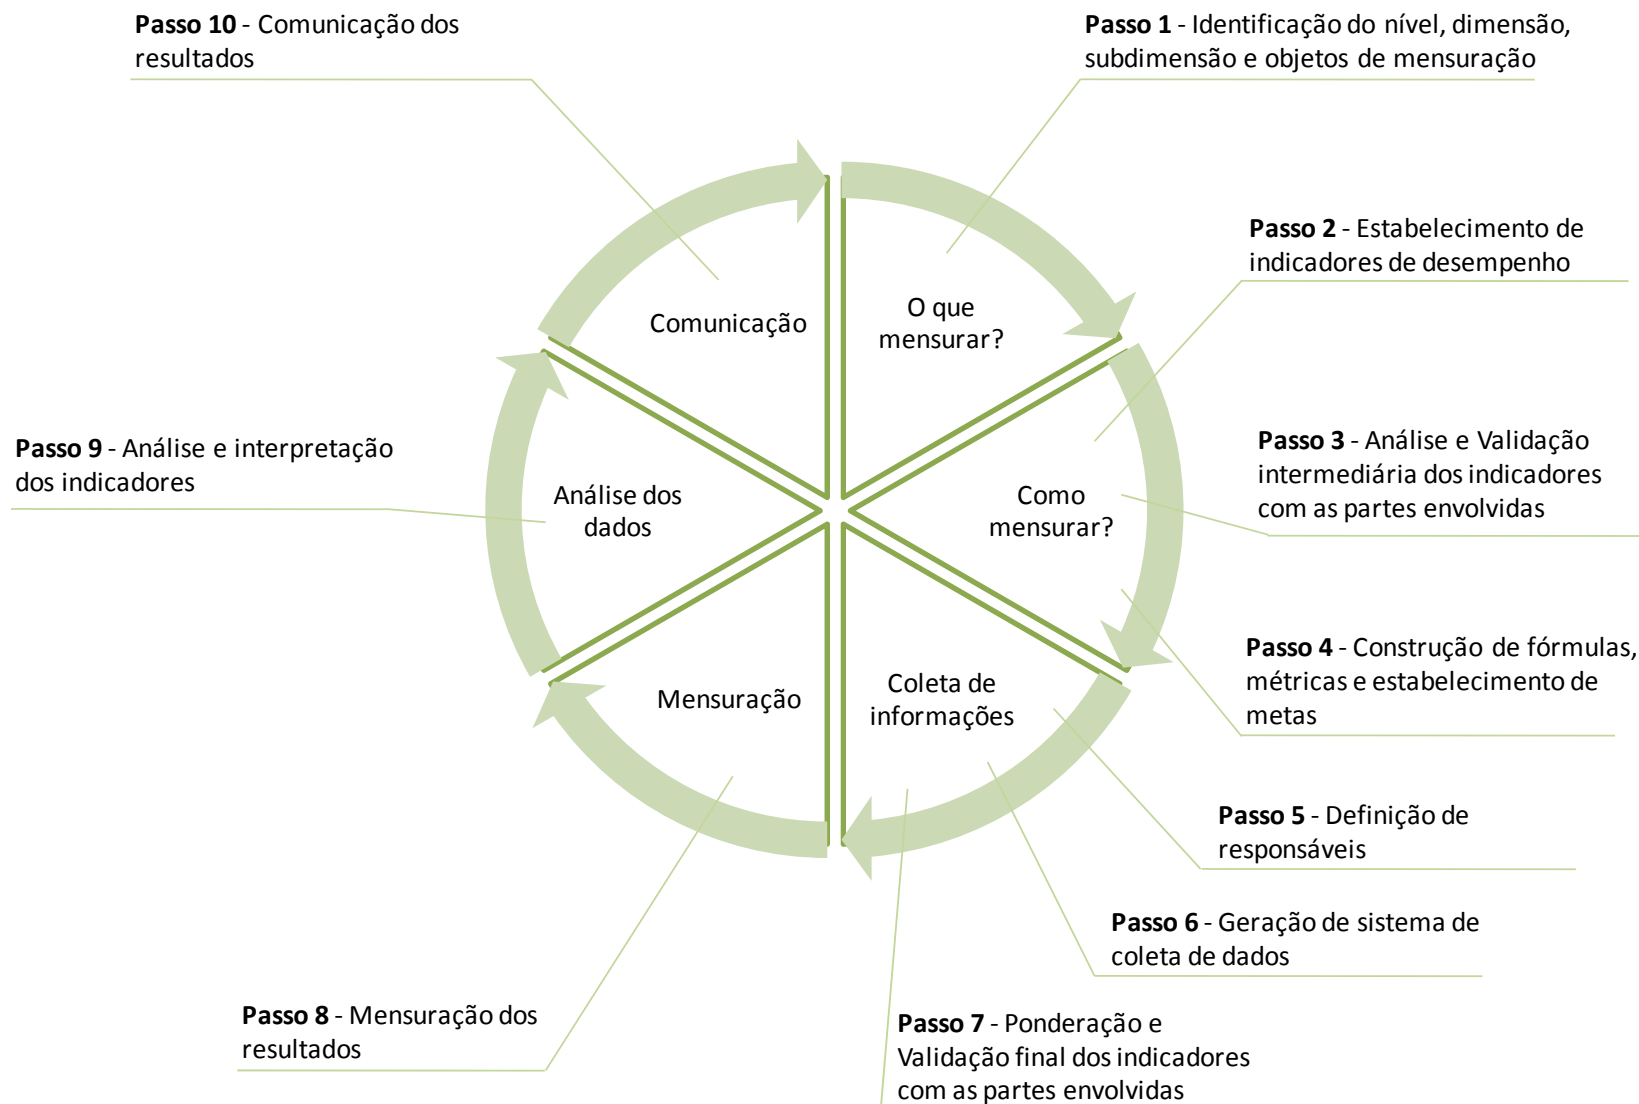 Passo 10 - Comunicação dos
resultados
Passo 1 - Identificação do nível, dimensão,
subdimensão e objetos de mensuração
Passo 2 - Estabelecimento de
indicadores de desempenho
Comunicação
O que
mensurar?
Passo 3 - Análise e Validação
intermediária dos indicadores
com as partes envolvidas
Passo 9 - Análise e interpretação
dos indicadores
Análise dos
dados
Como
mensurar?
Passo 4 - Construção de fórmulas,
métricas e estabelecimento de
metas
Mensuração
Coleta de
informações
Passo 5 - Definição de
responsáveis
Passo 6 - Geração de sistema de
coleta de dados
Passo 8 - Mensuração dos
resultados
Passo 7 - Ponderação e
Validação final dos indicadores
com as partes envolvidas